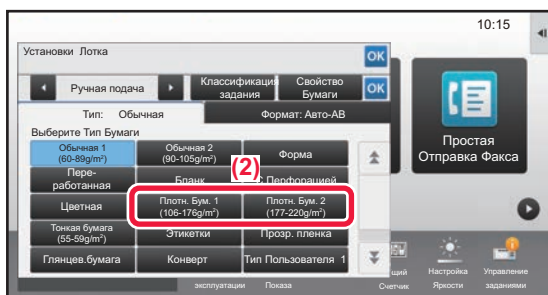 10:15
Установки Лотка
OK
Ручная подача
Классификация
задания
Свойство
Бумаги
OK
Тип: Обычная
Формат: Авто-AB
Выберите Тип Бумаги
Обычная 1
(60-89g/m²)
Обычная 2
(90-105g/m²)
Форма
Пере-
работанная
Бланк
С Перфорацией
(2)
Цветная
Плотн. Бум. 1
(106-176g/m²)
Плотн. Бум. 2
(177-220g/m²)
Тонкая бумага
(55-59g/m²)
Этикетки
Прозр. пленка
Глянцев.бумага
Конверт
Тип Пользователя 1
Простая
Отправка Факса
эксплуатации
Показа
щий
Счетчик
Настройка
Яркости
Управление
заданиями